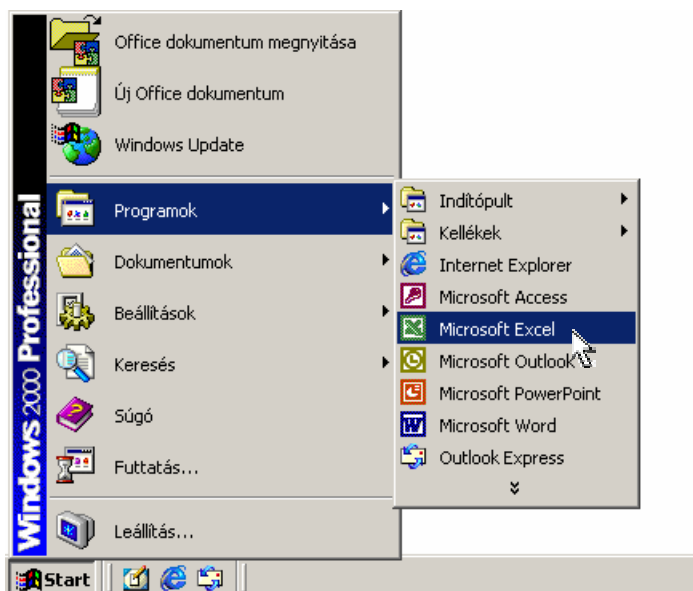 Office dokumentum megnyitása
Új Office dokumentum
Windows Update
Programok
Dokumentumok
Beállítások
Keresés
Súgó
Futtatás...
Leállítás...
Windows 2000 Professional
Indítópult
Kellékek
Internet Explorer
Microsoft Access
Microsoft Excel
Microsoft Outlook
Microsoft PowerPoint
Microsoft Word
Outlook Express
Start